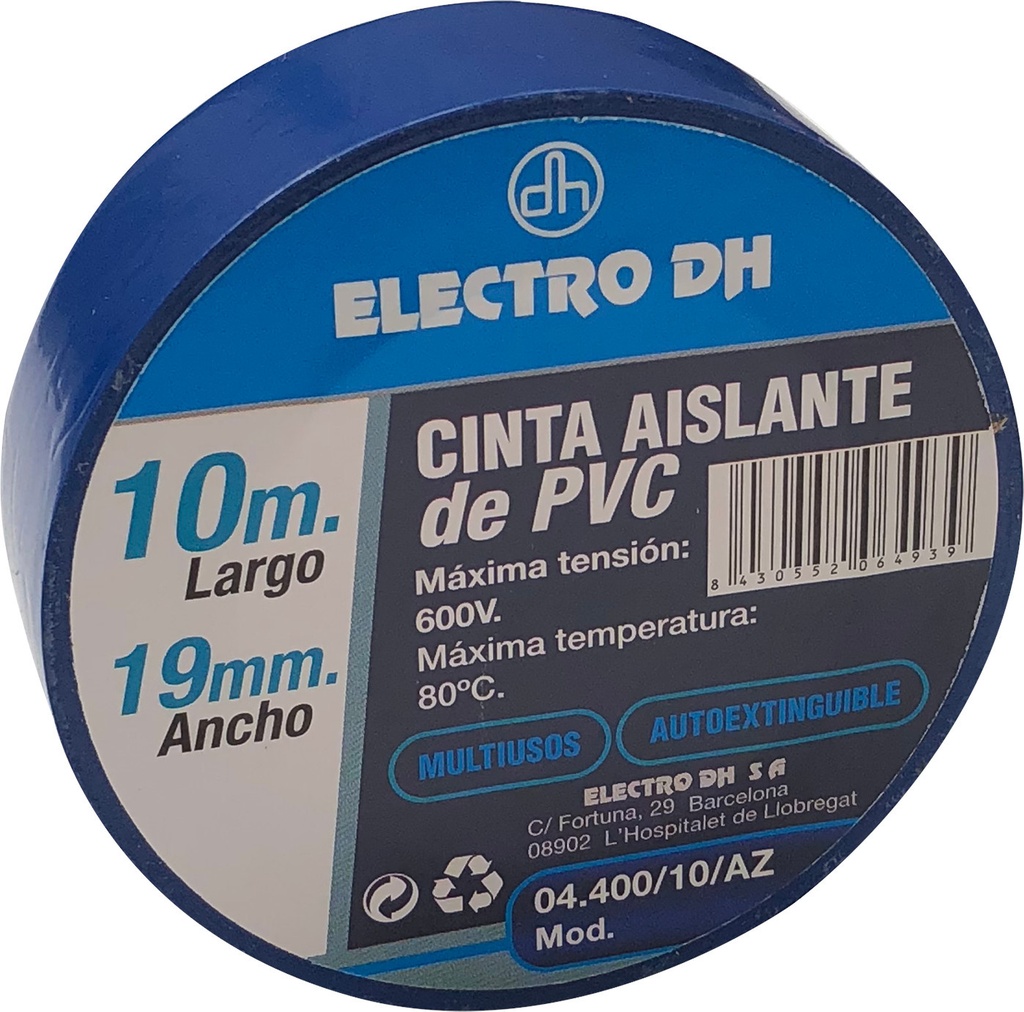 dh
ELECTRO DH
10m.
Largo
19mm.
Ancho
CINTA AISLANTE
de PVC
Máxima tensión:
600V.
Máxima temperatura:
80ºC.
8 430552 064939
MULTIUSOS
AUTOEXTINGUIBLE
ELECTRO DH S A
C/ Fortuna, 29 Barcelona
08902 L'Hospitalet de Llobregat
04.400/10/AZ
Mod.